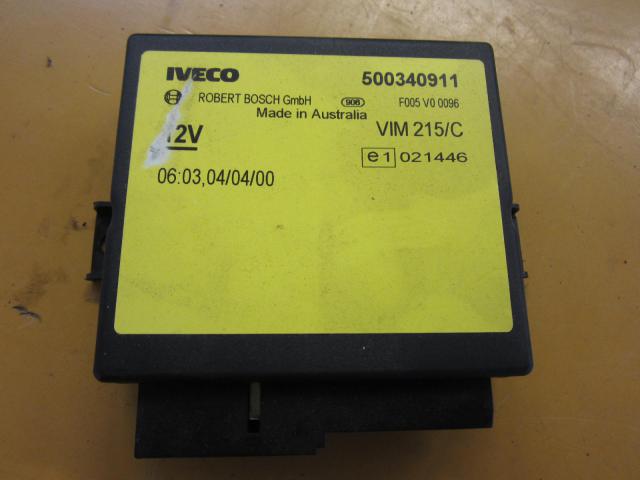 IVECO 500340911
ROBERT BOSCH GmbH 906 F005 V0 0096
Made in Australia
12V VIM 215/C
e1 021446
06:03,04/04/00